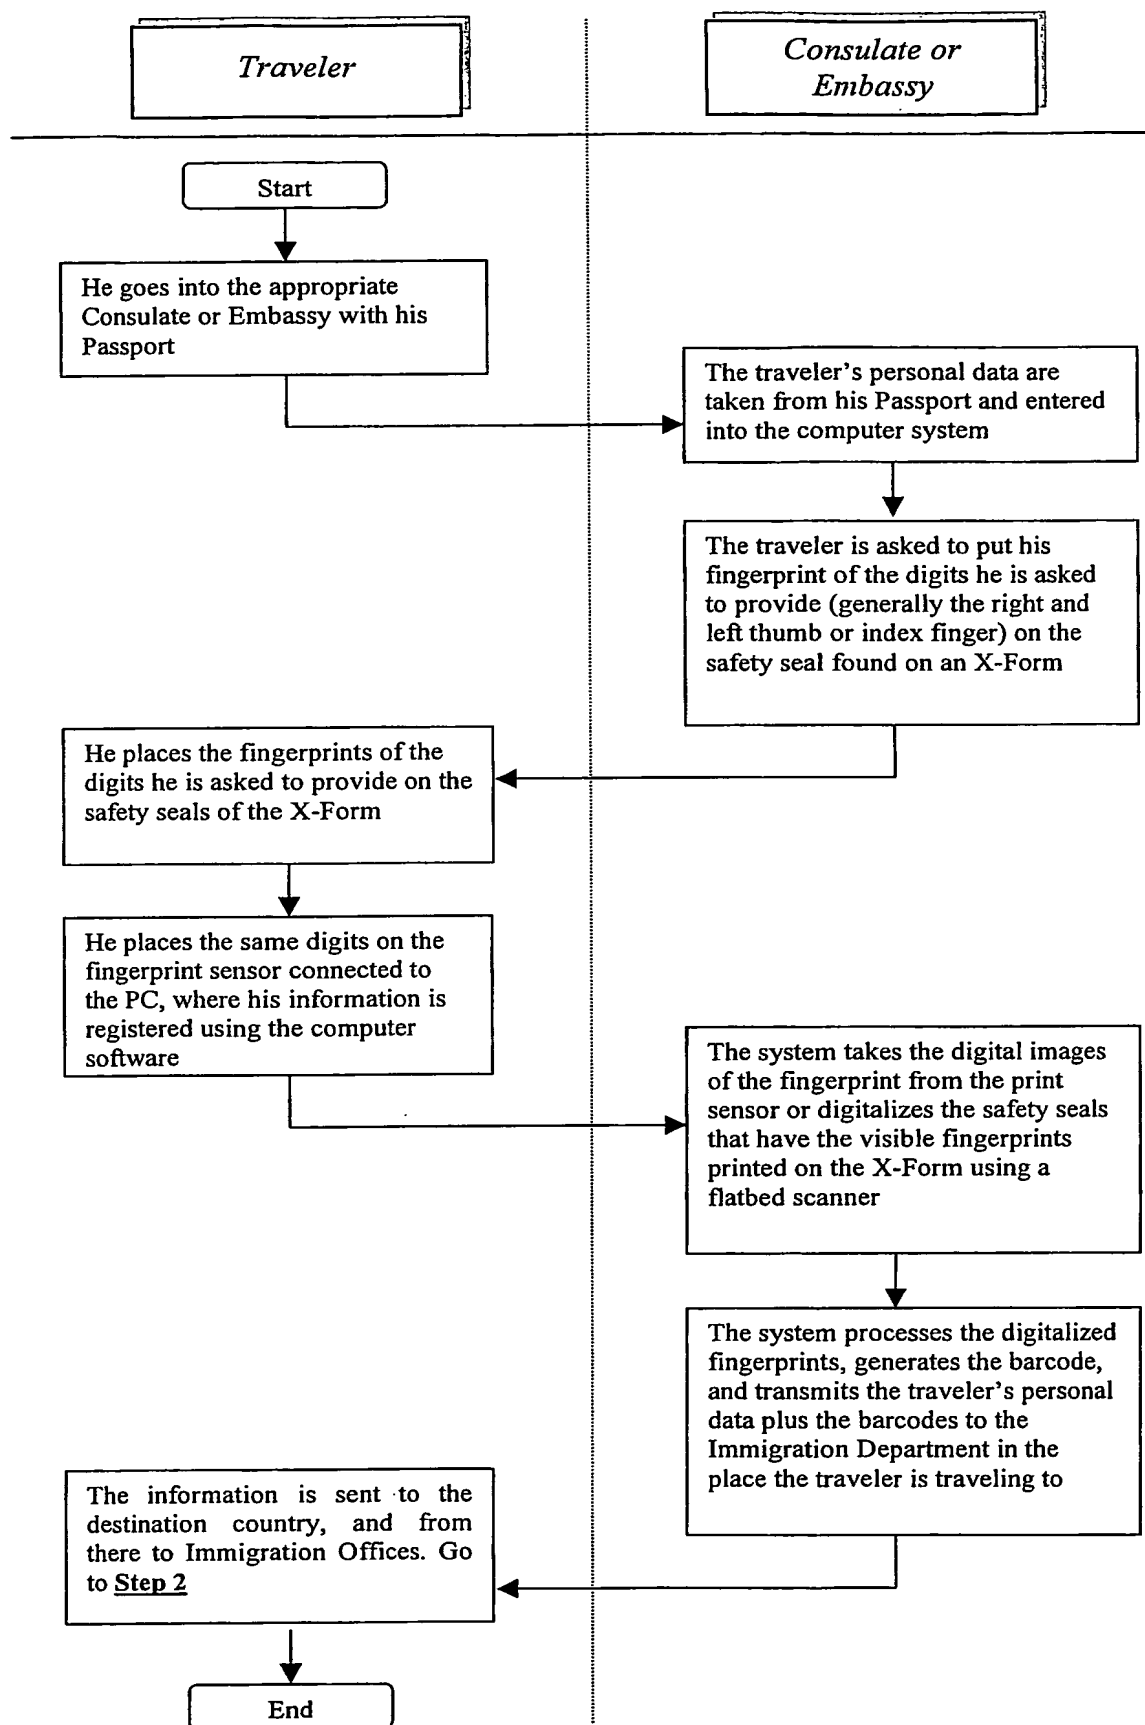 Traveler
Consulate or
Embassy
Start
He goes into the appropriate
Consulate or Embassy with his
Passport
The traveler's personal data are
taken from his Passport and entered
into the computer system
The traveler is asked to put his
fingerprint of the digits he is asked
to provide (generally the right and
left thumb or index finger) on the
safety seal found on an X-Form
He places the fingerprints of the
digits he is asked to provide on the
safety seals of the X-Form
He places the same digits on the
fingerprint sensor connected to
the PC, where his information is
registered using the computer
software
The system takes the digital images
of the fingerprint from the print
sensor or digitalizes the safety seals
that have the visible fingerprints
printed on the X-Form using a
flatbed scanner
The system processes the digitalized
fingerprints, generates the barcode,
and transmits the traveler's personal
data plus the barcodes to the
Immigration Department in the
place the traveler is traveling to
The information is sent to the
destination country, and from
there to Immigration Offices. Go
to Step 2
End